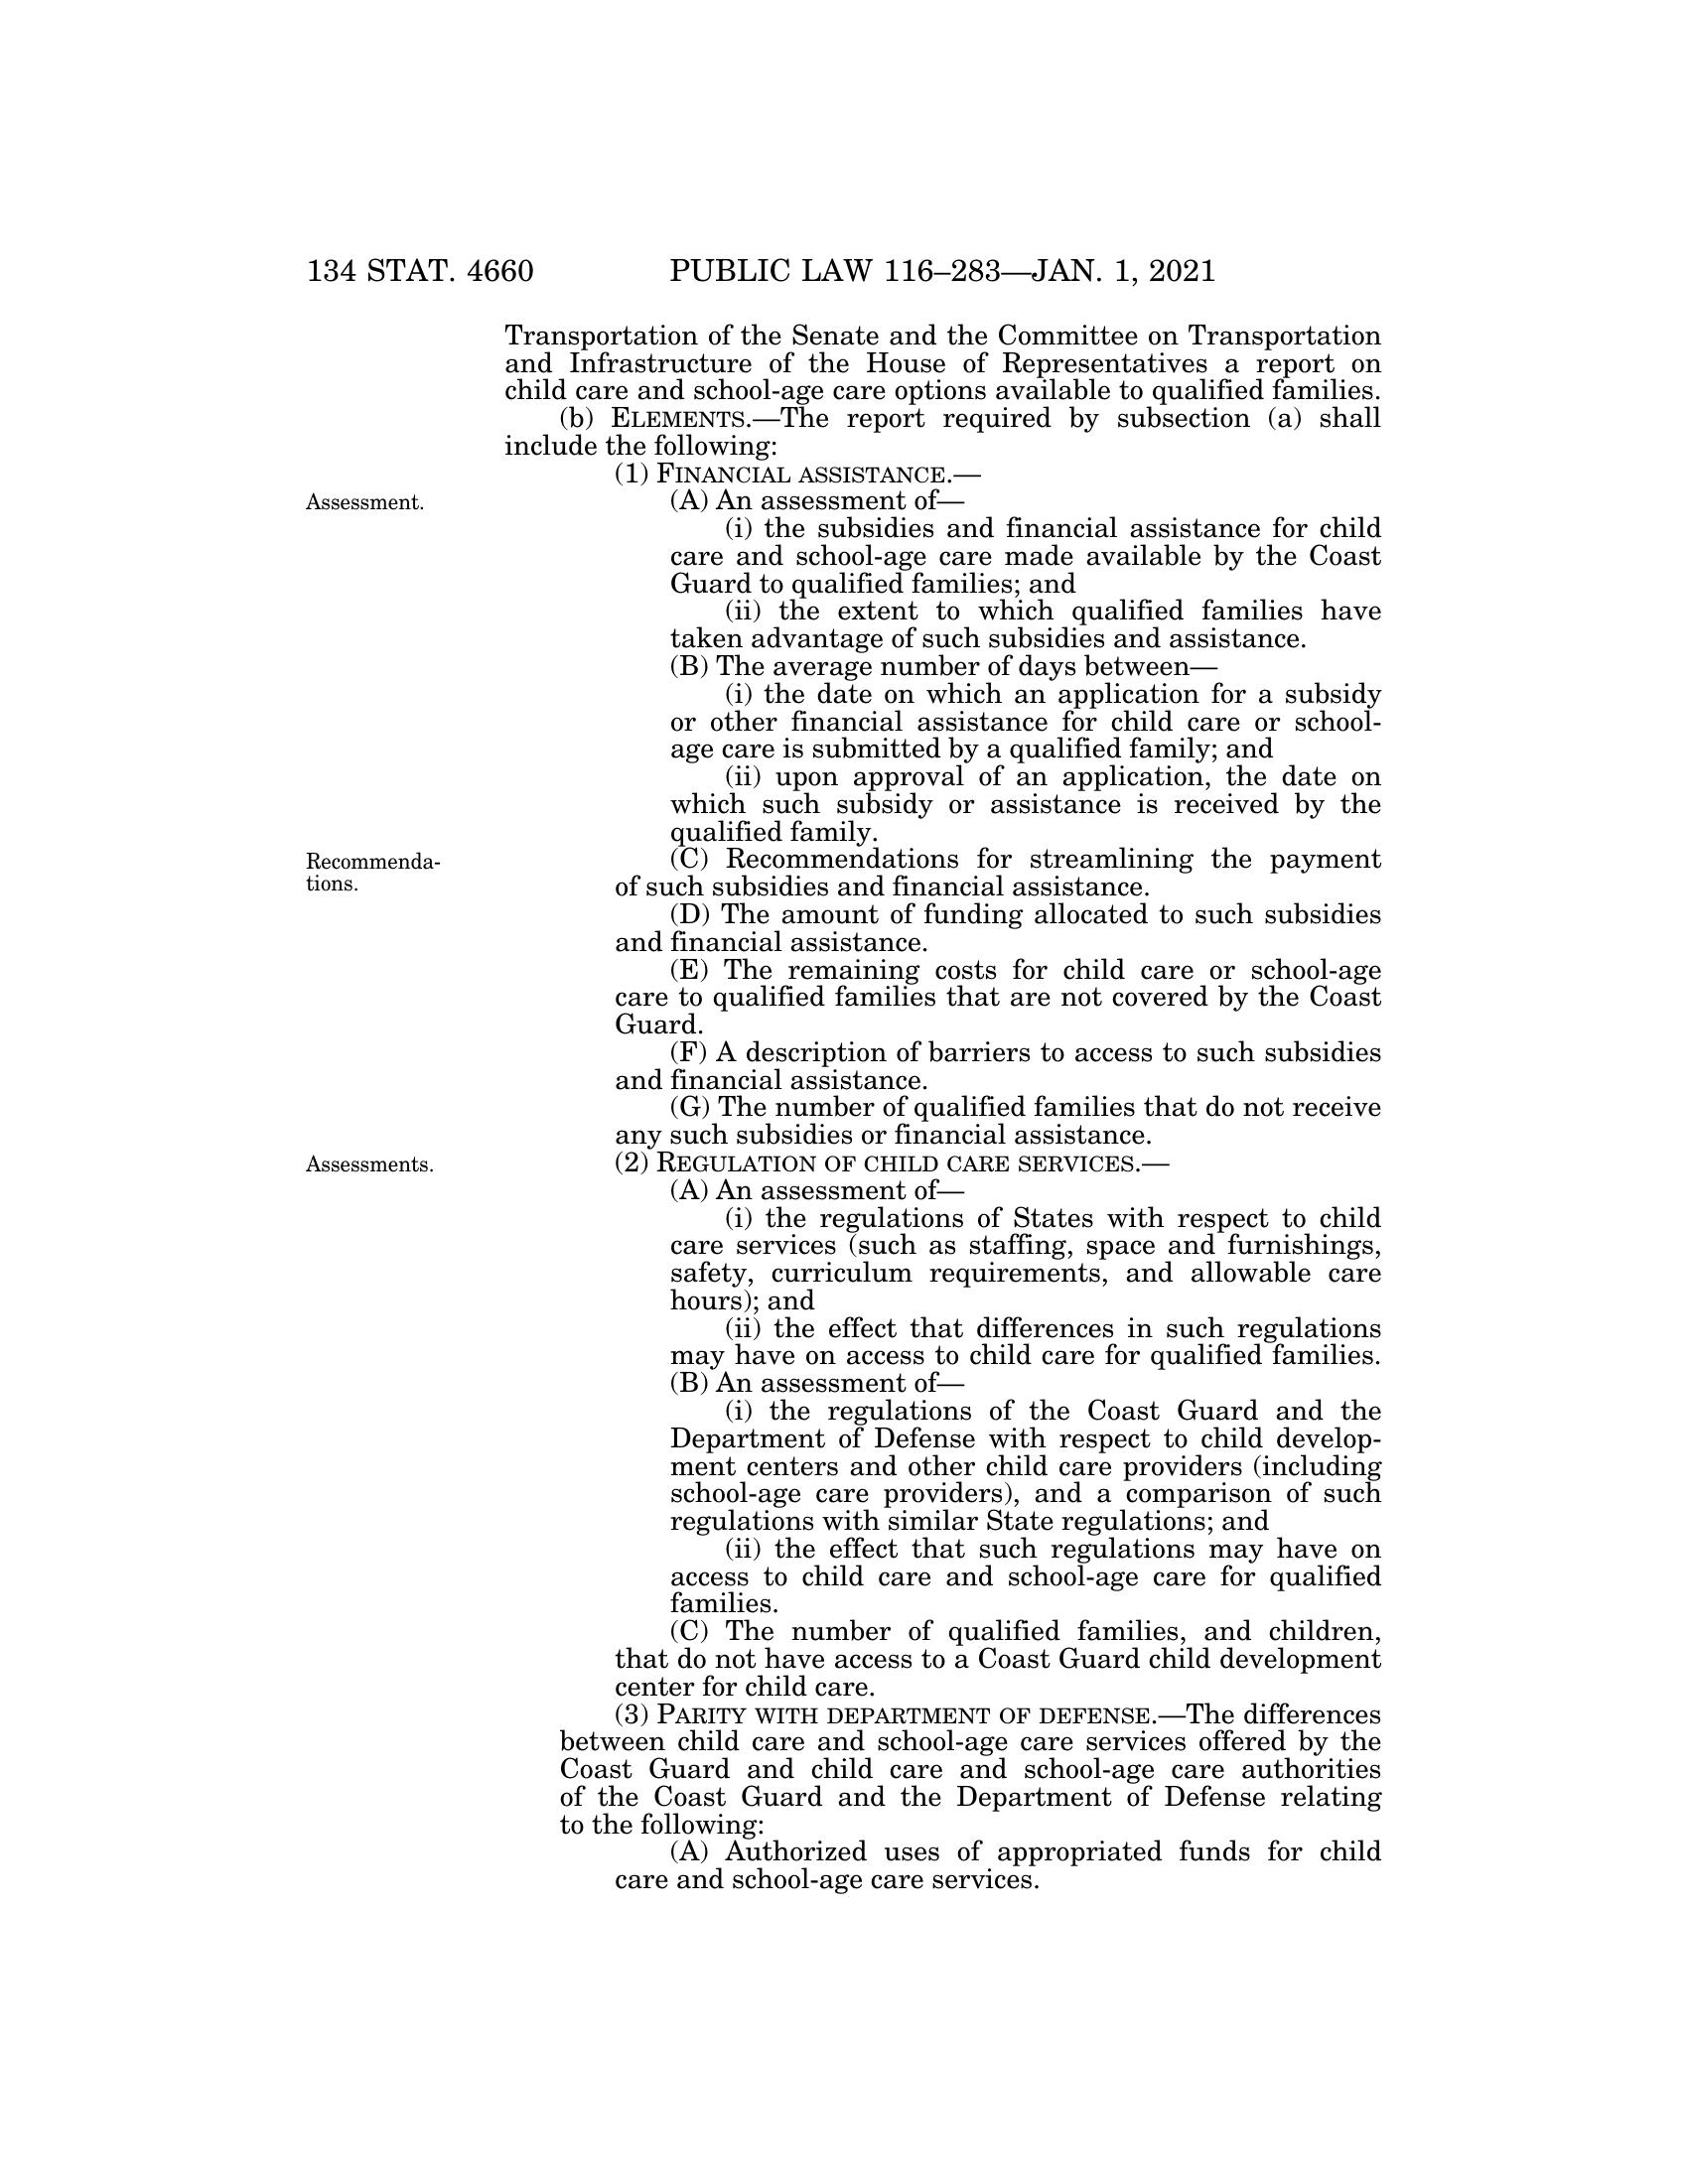 134 STAT. 4660 PUBLIC LAW 116–283—JAN. 1, 2021
Transportation of the Senate and the Committee on Transportation
and Infrastructure of the House of Representatives a report on
child care and school-age care options available to qualified families.
(b) ELEMENTS.—The report required by subsection (a) shall
include the following:
(1) FINANCIAL ASSISTANCE.—
Assessment.
(A) An assessment of—
(i) the subsidies and financial assistance for child
care and school-age care made available by the Coast
Guard to qualified families; and
(ii) the extent to which qualified families have
taken advantage of such subsidies and assistance.
(B) The average number of days between—
(i) the date on which an application for a subsidy
or other financial assistance for child care or school-
age care is submitted by a qualified family; and
(ii) upon approval of an application, the date on
which such subsidy or assistance is received by the
qualified family.
Recommenda-
tions.
(C) Recommendations for streamlining the payment
of such subsidies and financial assistance.
(D) The amount of funding allocated to such subsidies
and financial assistance.
(E) The remaining costs for child care or school-age
care to qualified families that are not covered by the Coast
Guard.
(F) A description of barriers to access to such subsidies
and financial assistance.
(G) The number of qualified families that do not receive
any such subsidies or financial assistance.
Assessments.
(2) REGULATION OF CHILD CARE SERVICES.—
(A) An assessment of—
(i) the regulations of States with respect to child
care services (such as staffing, space and furnishings,
safety, curriculum requirements, and allowable care
hours); and
(ii) the effect that differences in such regulations
may have on access to child care for qualified families.
(B) An assessment of—
(i) the regulations of the Coast Guard and the
Department of Defense with respect to child develop-
ment centers and other child care providers (including
school-age care providers), and a comparison of such
regulations with similar State regulations; and
(ii) the effect that such regulations may have on
access to child care and school-age care for qualified
families.
(C) The number of qualified families, and children,
that do not have access to a Coast Guard child development
center for child care.
(3) PARITY WITH DEPARTMENT OF DEFENSE.—The differences
between child care and school-age care services offered by the
Coast Guard and child care and school-age care authorities
of the Coast Guard and the Department of Defense relating
to the following:
(A) Authorized uses of appropriated funds for child
care and school-age care services.